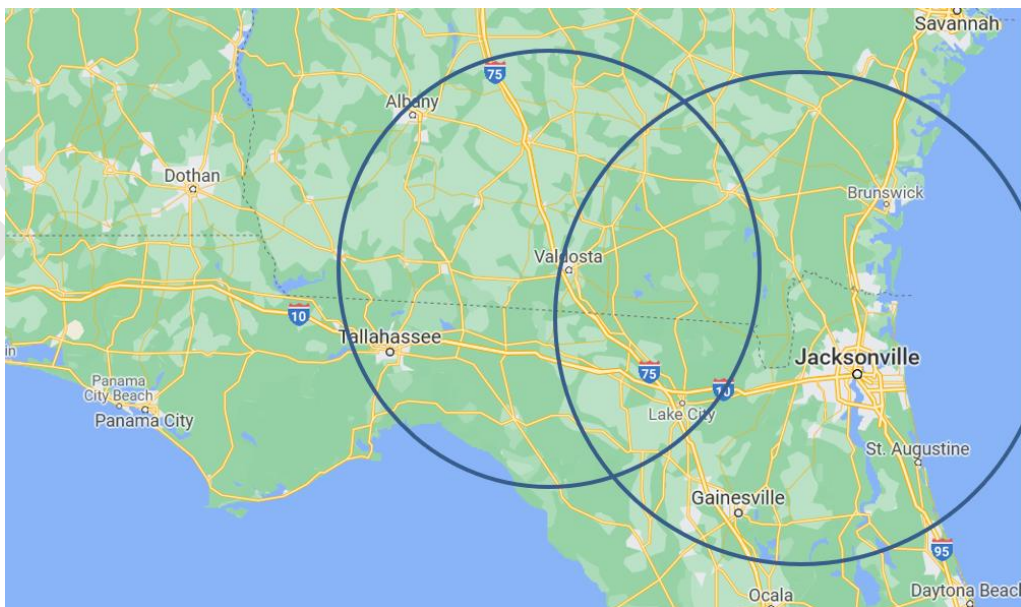 Savannah
75
Albany
Dothan
Brunswick
Valdosta
10
Tallahassee
Jacksonville
75
10
Panama
City Beach
Lake City
Panama City
St. Augustine
Gainesville
95
Ocala
Daytona Beach